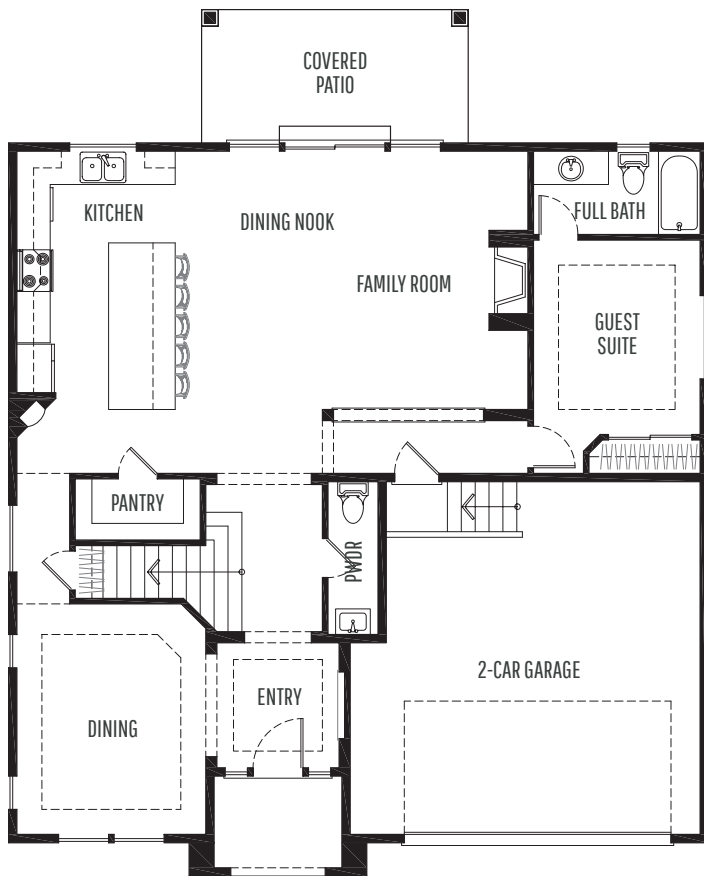 COVERED
PATIO
KITCHEN
DINING NOOK
FULL BATH
FAMILY ROOM
GUEST
SUITE
PANTRY
PWDR
2-CAR GARAGE
ENTRY
DINING